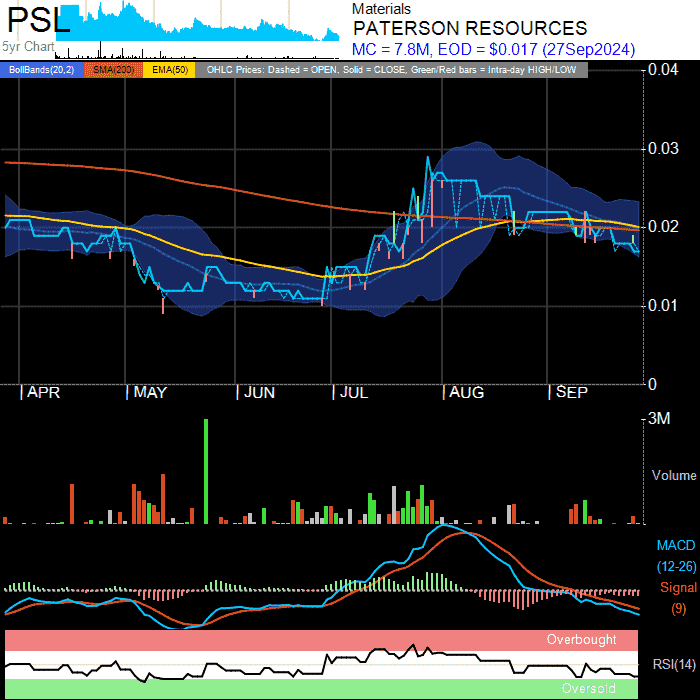 PSL
5yr Chart
Materials
PATERSON RESOURCES
MC = 7.8M, EOD = $0.017 (27Sep2024)
BollBands(20,2) SMA(200) EMA(50) OHLC Prices: Dashed = OPEN, Solid = CLOSE, Green/Red bars = Intra-day HIGH/LOW
0.04
0.03
0.02
0.01
0
APR MAY JUN JUL AUG SEP
3M
Volume
MACD
(12-26)
Signal
(9)
Overbought
RSI(14)
Oversold